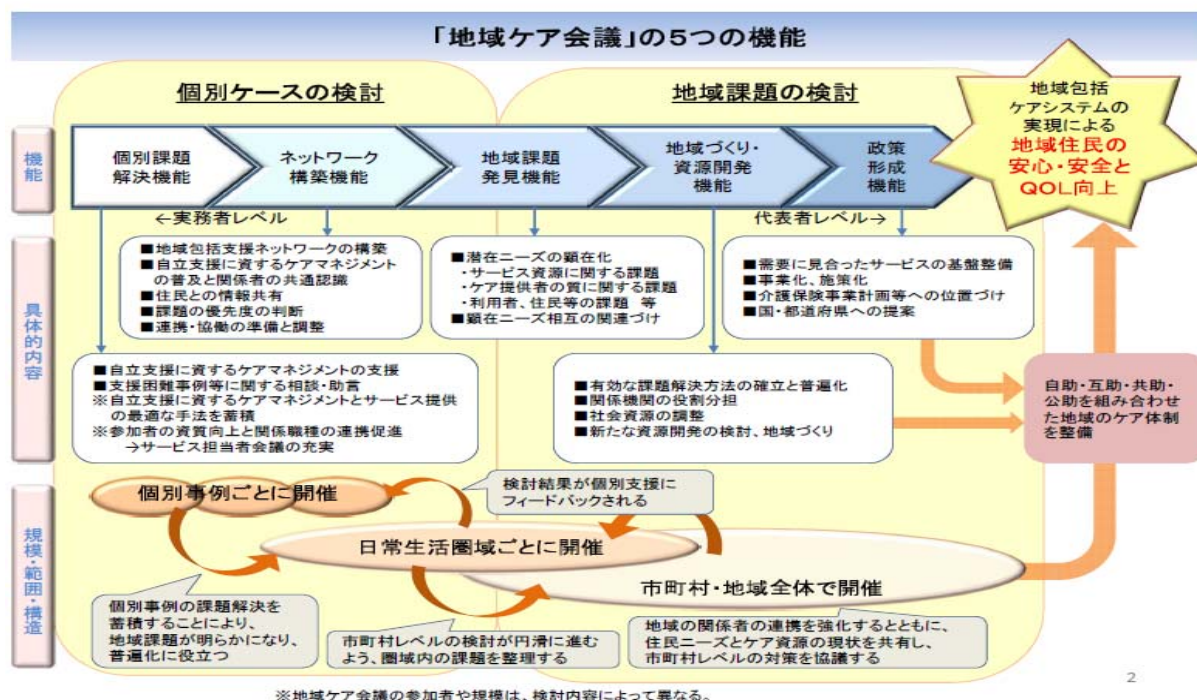 「地域ケア会議」の５つの機能
個別ケースの検討
地域課題の検討
地域包括
ケアシステムの
実現による
地域住民の
安心・安全と
QOL向上
機能
個別課題
解決機能
ネットワーク
構築機能
地域課題
発見機能
地域づくり・
資源開発
機能
政策
形成
機能
←実務者レベル
代表者レベル→
具体的内容
■地域包括支援ネットワークの構築
■自立支援に資するケアマネジメント
の普及と関係者の共通認識
■住民との情報共有
■課題の優先度の判断
■連携・協働の準備と調整
■潜在ニーズの顕在化
・サービス資源に関する課題
・ケア提供者の質に関する課題
・利用者、住民等の課題 等
■顕在ニーズ相互の関連づけ
■需要に見合ったサービスの基盤整備
■事業化、施策化
■介護保険事業計画等への位置づけ
■国・都道府県への提案
■自立支援に資するケアマネジメントの支援
■支援困難事例等に関する相談・助言
※自立支援に資するケアマネジメントとサービス提供
の最適な手法を蓄積
※参加者の資質向上と関係職種の連携促進
→サービス担当者会議の充実
■有効な課題解決方法の確立と普遍化
■関係機関の役割分担
■社会資源の調整
■新たな資源開発の検討、地域づくり
自助・互助・共助・
公助を組み合わせ
た地域のケア体制
を整備
規模・範囲・構造
個別事例ごとに開催
検討結果が個別支援に
フィードバックされる
日常生活圏域ごとに開催
市町村・地域全体で開催
個別事例の課題解決を
蓄積することにより、
地域課題が明らかになり、
普遍化に役立つ
市町村レベルの検討が円滑に進む
よう、圏域内の課題を整理する
地域の関係者の連携を強化するとともに、
住民ニーズとケア資源の現状を共有し、
市町村レベルの対策を協議する
※地域ケア会議の参加者や規模は、検討内容によって異なる。
2